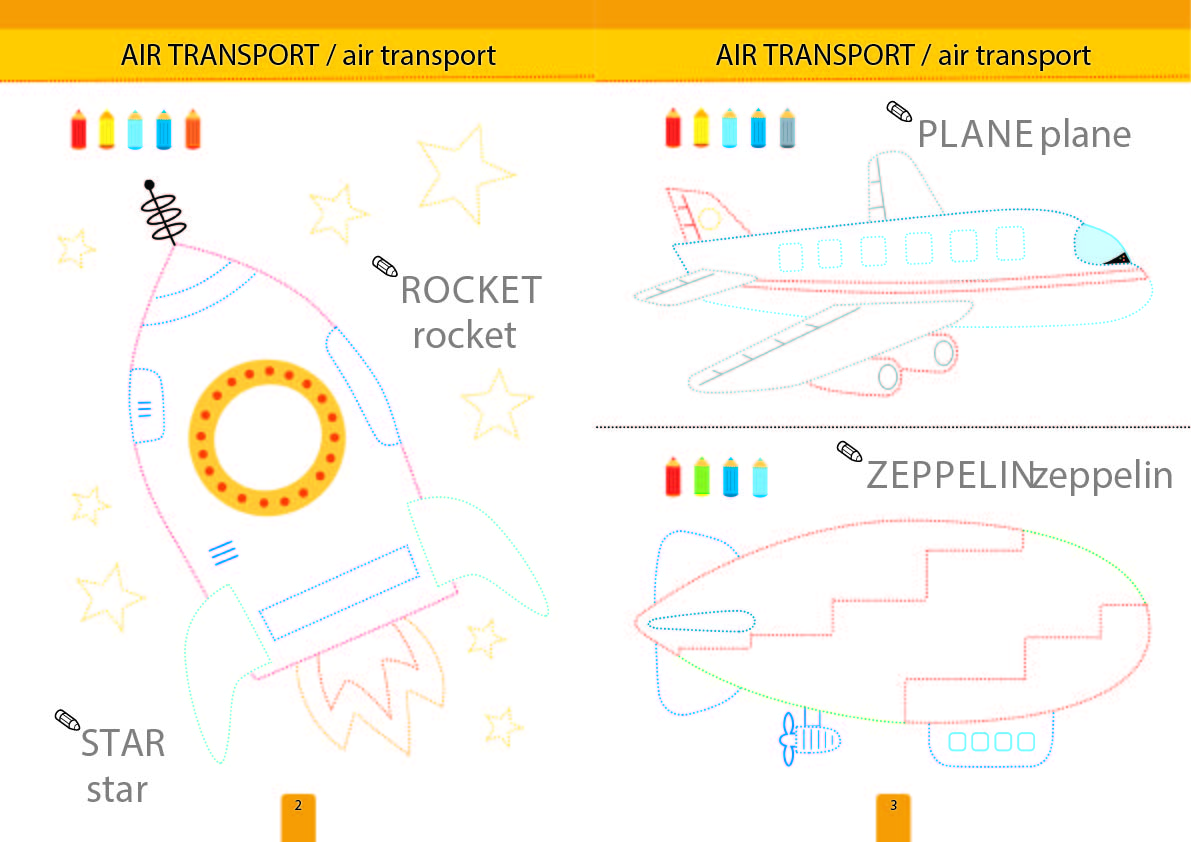 AIR TRANSPORT / air transport
ROCKET
rocket
STAR
star
2
AIR TRANSPORT / air transport
PLANE plane
ZEPPELIN zeppelin
3